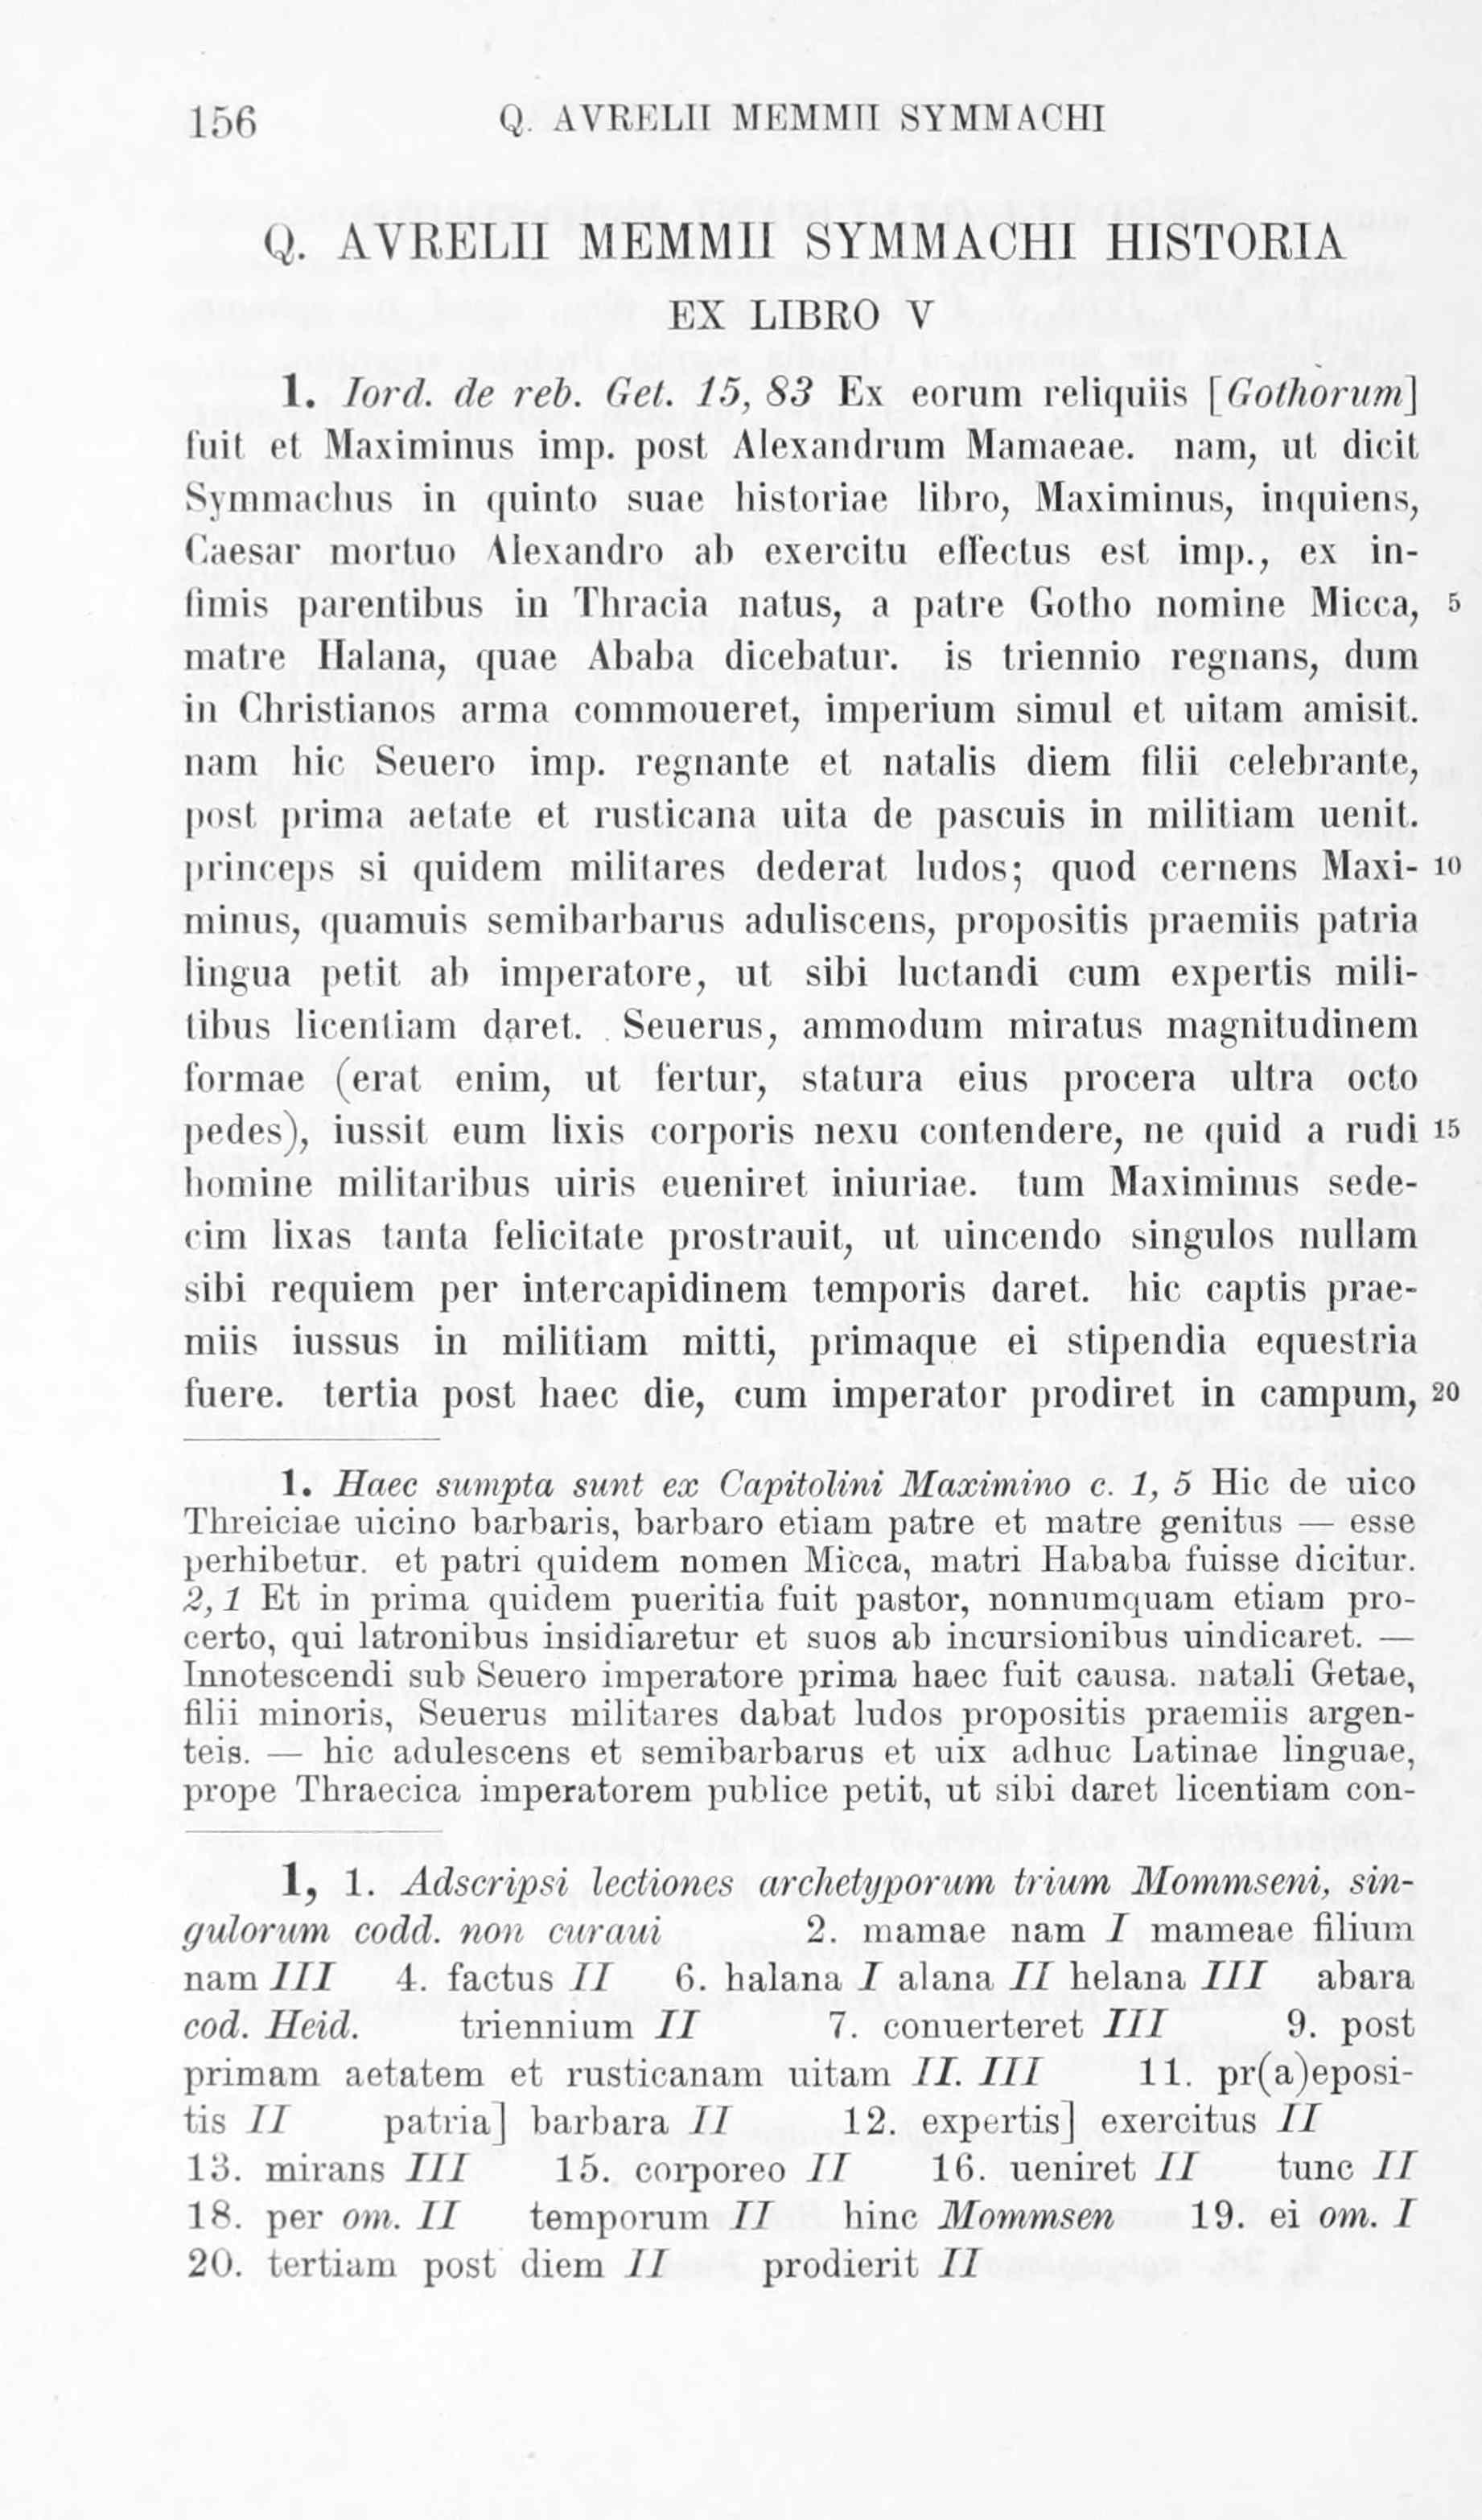 156 Q. AVRELII MEMMII SYMMACHI
Q. AVRELII MEMMII SYMMACHI HISTORIA
EX LIBRO V
1. Iord. de reb. Get. 15, 83 Ex eorum reliquiis [Gothorum]
fuit et Maximinus imp. post Alexandrum Mamaeae. nam, ut dicit
Symmachus in quinto suae historiae libro, Maximinus, inquiens,
Caesar mortuo Alexandro ab exercitu effectus est imp., ex in-
fimis parentibus in Thracia natus, a patre Gotho nomine Micca, 5
matre Halana, quae Ababa dicebatur. is triennio regnans, dum
in Christianos arma commoueret, imperium simul et uitam amisit.
nam hic Seuero imp. regnante et natalis diem filii celebrante,
post prima aetate et rusticana uita de pascuis in militiam uenit.
princeps si quidem militares dederat ludos; quod cernens Maxi- 10
minus, quamuis semibarbarus aduliscens, propositis praemiis patria
lingua petit ab imperatore, ut sibi luctandi cum expertis mili-
tibus licentiam daret. Seuerus, ammodum miratus magnitudinem
formae (erat enim, ut fertur, statura eius procera ultra octo
pedes), iussit eum lixis corporis nexu contendere, ne quid a rudi 15
homine militaribus uiris eueniret iniuriae. tum Maximinus sede-
cim lixas tanta felicitate prostrauit, ut uincendo singulos nullam
sibi requiem per intercapidinem temporis daret. hic captis prae-
miis iussus in militiam mitti, primaque ei stipendia equestria
fuere. tertia post haec die, cum imperator prodiret in campum, 20
1. Haec sumpta sunt ex Capitolini Maximino c. 1, 5 Hic de uico
Threiciae uicino barbaris, barbaro etiam patre et matre genitus — esse
perhibetur. et patri quidem nomen Micca, matri Hababa fuisse dicitur.
2, 1 Et in prima quidem pueritia fuit pastor, nonnumquam etiam pro-
certo, qui latronibus insidiaretur et suos ab incursionibus uindicaret. —
Innotescendi sub Seuero imperatore prima haec fuit causa. natali Getae,
filii minoris, Seuerus militares dabat ludos propositis praemiis argen-
teis. — hic adulescens et semibarbarus et uix adhuc Latinae linguae,
prope Thraecica imperatorem publice petit, ut sibi daret licentiam con-
1, 1. Adscripsi lectiones archetyporum trium Mommseni, sin-
gulorum codd. non curaui 2. mamae nam I mameae filium
nam III 4. factus II 6. halana I alana II helana III abara
cod. Heid. triennium II 7. conuerteret III 9. post
primam aetatem et rusticanam uitam II. III 11. pr(a)eposi-
tis II patria] barbara II 12. expertis] exercitus II
13. mirans III 15. corporeo II 16. ueniret II tunc II
18. per om. II temporum II hinc Mommsen 19. ei om. I
20. tertiam post diem II prodierit II